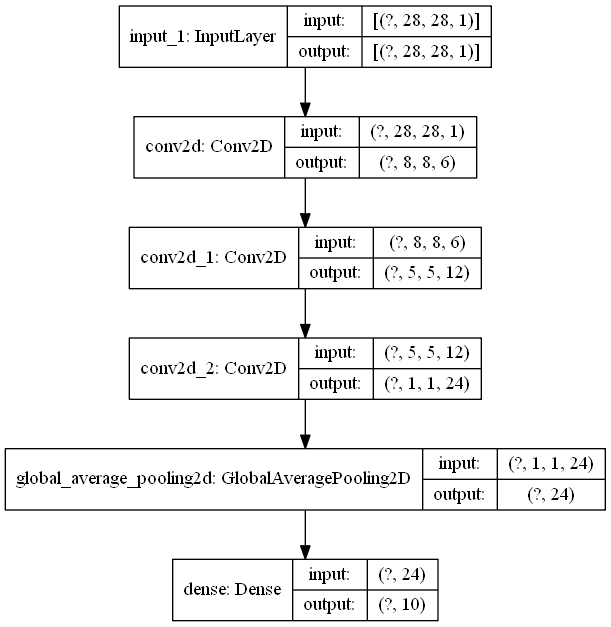 input_1: InputLayer
input:
[(?, 28, 28, 1)]
output:
[(?, 28, 28, 1)]
conv2d: Conv2D
input:
(?, 28, 28, 1)
output:
(?, 8, 8, 6)
conv2d_1: Conv2D
input:
(?, 8, 8, 6)
output:
(?, 5, 5, 12)
conv2d_2: Conv2D
input:
(?, 5, 5, 12)
output:
(?, 1, 1, 24)
global_average_pooling2d: GlobalAveragePooling2D
input:
(?, 1, 1, 24)
output:
(?, 24)
dense: Dense
input:
(?, 24)
output:
(?, 10)